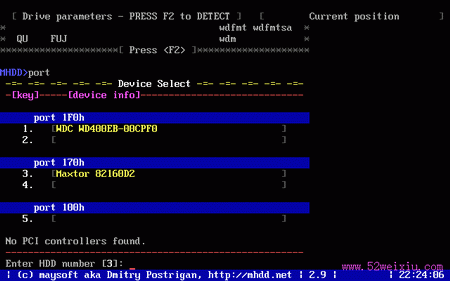 [ Drive parameters - PRESS F2 to DETECT ] [ Current position ]
* wdfmt wdfmtsa *
* QU FUJ wdm *
********************[ Press <F2> ]********************
MHDD>port
-=- -=- -=- -=- -=- Device Select -=- -=- -=- -=- -=-
-[key]-----[device info]---------------------------
port 1F0h
1. [WDC WD400EB-00CPF0 ]
2. [ ]
port 170h
3. [Maxtor 82160D2 ]
4. [ ]
port 100h
5. [ ]
No PCI controllers found.
Enter HDD number [3]: _
www.52weixiu.com
| (c) maysoft aka Dmitry Postrigan, http://mhdd.net | 2.9 | | 22:24:06